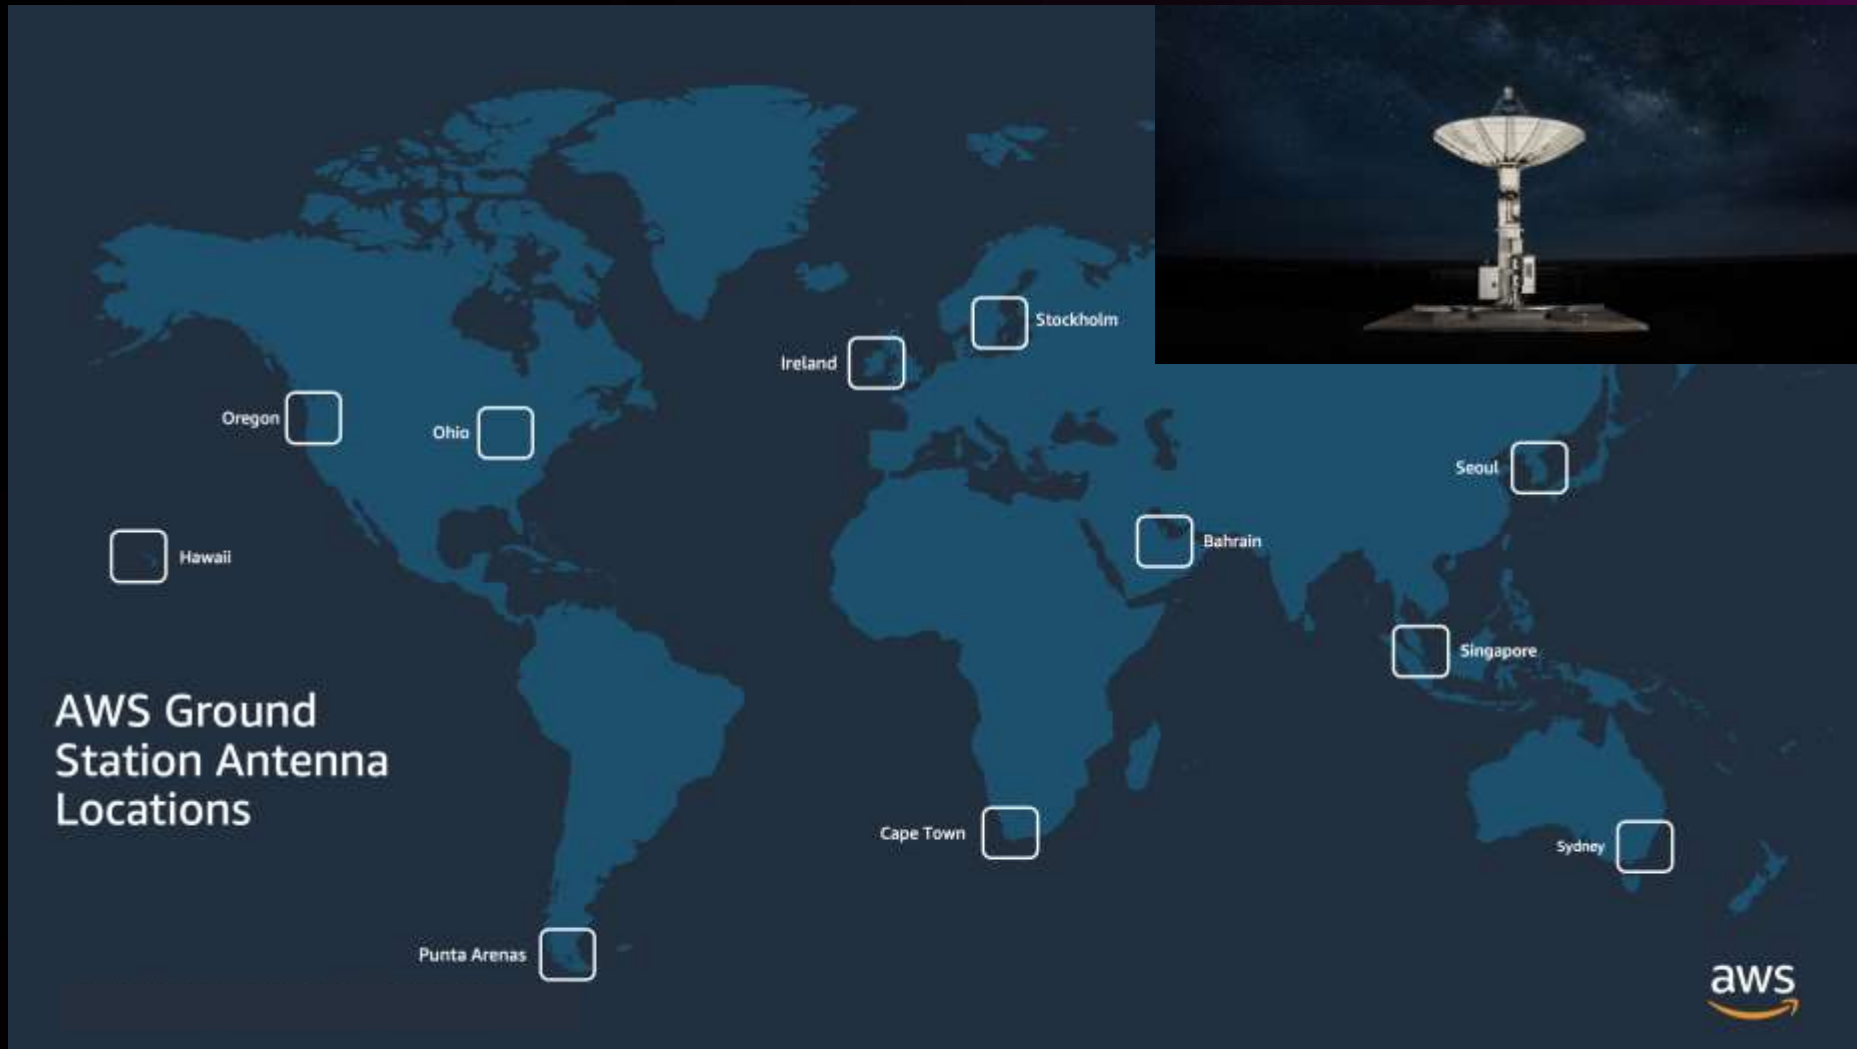 Stockholm
Ireland
Oregon
Ohio
Seoul
Hawaii
Bahrain
Singapore
AWS Ground
Station Antenna
Locations
Cape Town
Sydney
Punta Arenas
aws